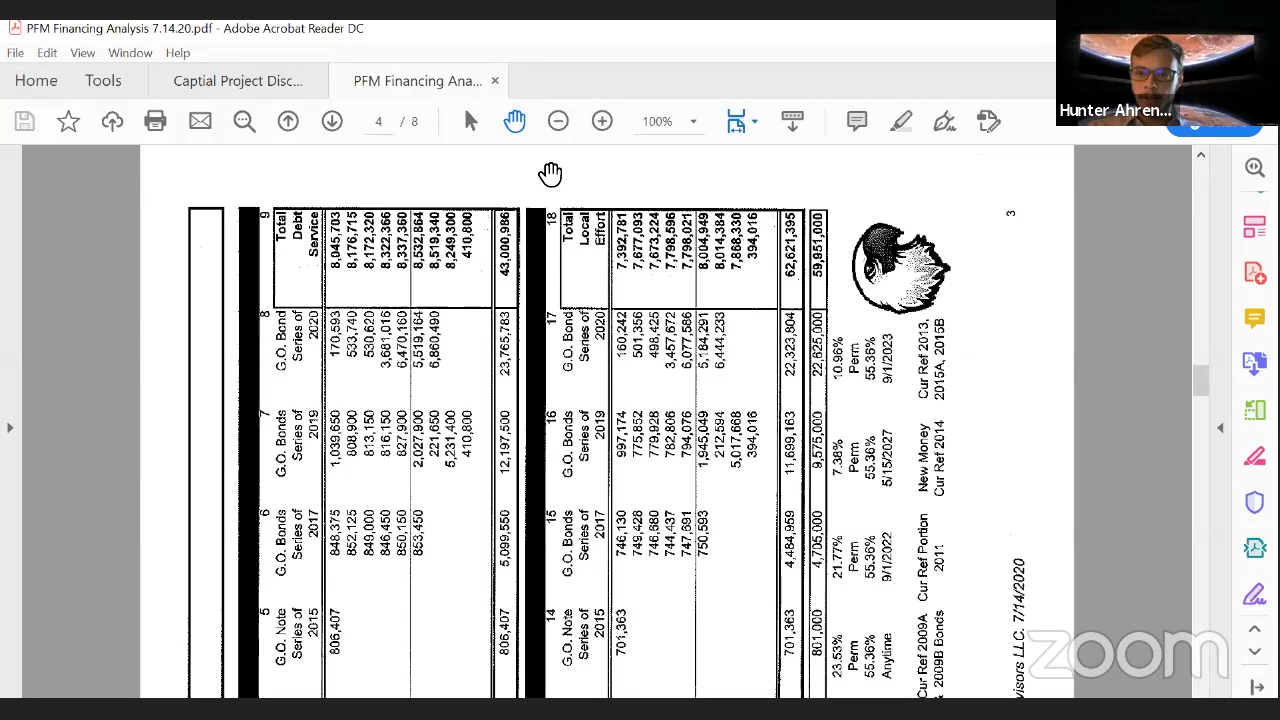 PFM Financing Analysis 7.14.20.pdf - Adobe Acrobat Reader DC
File Edit View Window Help
Home Tools Captial Project Disc... PFM Financing Ana... ×
4 / 8 100%
Hunter Ahren...
5 6 7 8 9
G.O. Note G.O. Bonds G.O. Bonds G.O. Bond Total
Series of Series of Series of Series of Debt
2015 2017 2019 2020 Service
806,407 848,375 1,039,650 170,593 8,045,703
852,125 808,900 533,740 8,176,715
849,000 813,150 530,620 8,172,320
846,450 816,150 3,681,016 8,322,366
850,150 827,900 6,470,160 8,337,360
853,450 2,027,900 5,519,164 8,532,864
221,650 6,860,490 8,519,340
5,231,400 8,249,300
410,800 410,800
806,407 5,099,550 12,197,500 23,765,783 43,000,986
14 15 16 17 18
G.O. Note G.O. Bonds G.O. Bonds G.O. Bond Total
Series of Series of Series of Series of Local
2015 2017 2019 2020 Effort
701,363 746,130 997,174 160,242 7,392,781
749,428 775,852 501,356 7,677,093
746,680 779,928 498,425 7,673,224
744,437 782,806 3,457,672 7,798,596
747,691 794,076 6,077,586 7,798,021
750,593 1,945,049 5,184,291 8,004,949
212,594 6,444,233 8,014,384
5,017,668 7,868,330
394,016 394,016
701,363 4,484,959 11,699,163 22,323,804 62,621,395
801,000 4,705,000 9,575,000 22,625,000 59,951,000
23.53% 21.77% 7.38% 10.96%
Perm Perm Perm Perm
55.36% 55.36% 55.36% 55.36%
Anytime 9/1/2022 5/15/2027 9/1/2023
Cur Ref 2009A Cur Ref Portion New Money Cur Ref 2013,
& 2009B Bonds 2011 Cur Ref 2014 2015A, 2015B
visors LLC. 7/14/2020 3
zoom